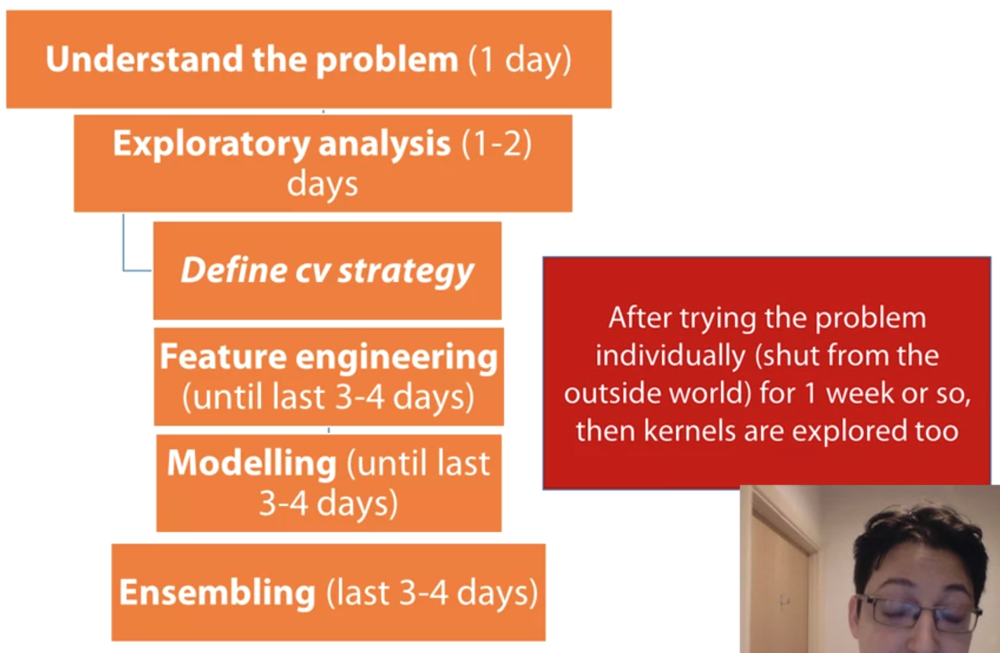 Understand the problem (1 day)
Exploratory analysis (1-2)
days
Define cv strategy
Feature engineering
(until last 3-4 days)
Modelling (until last
3-4 days)
Ensembling (last 3-4 days)
After trying the problem
individually (shut from the
outside world) for 1 week or so,
then kernels are explored too